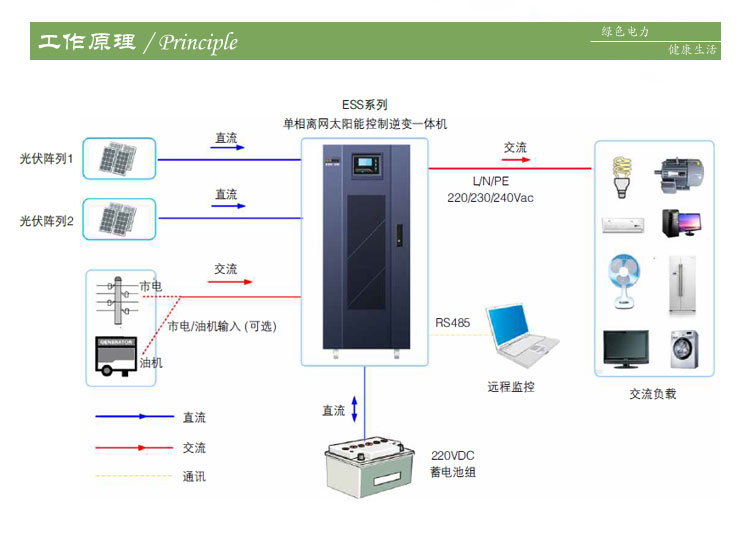 工作原理 / Principle
绿色电力
健康生活
ESS系列
单相离网太阳能控制逆变一体机
光伏阵列1
直流
交流
L/N/PE
220/230/240Vac
光伏阵列2
直流
市电
交流
市电/油机输入 (可选)
GENERATOR
油机
RS485
远程监控
交流负载
直流
220VDC
蓄电池组
直流
交流
通讯